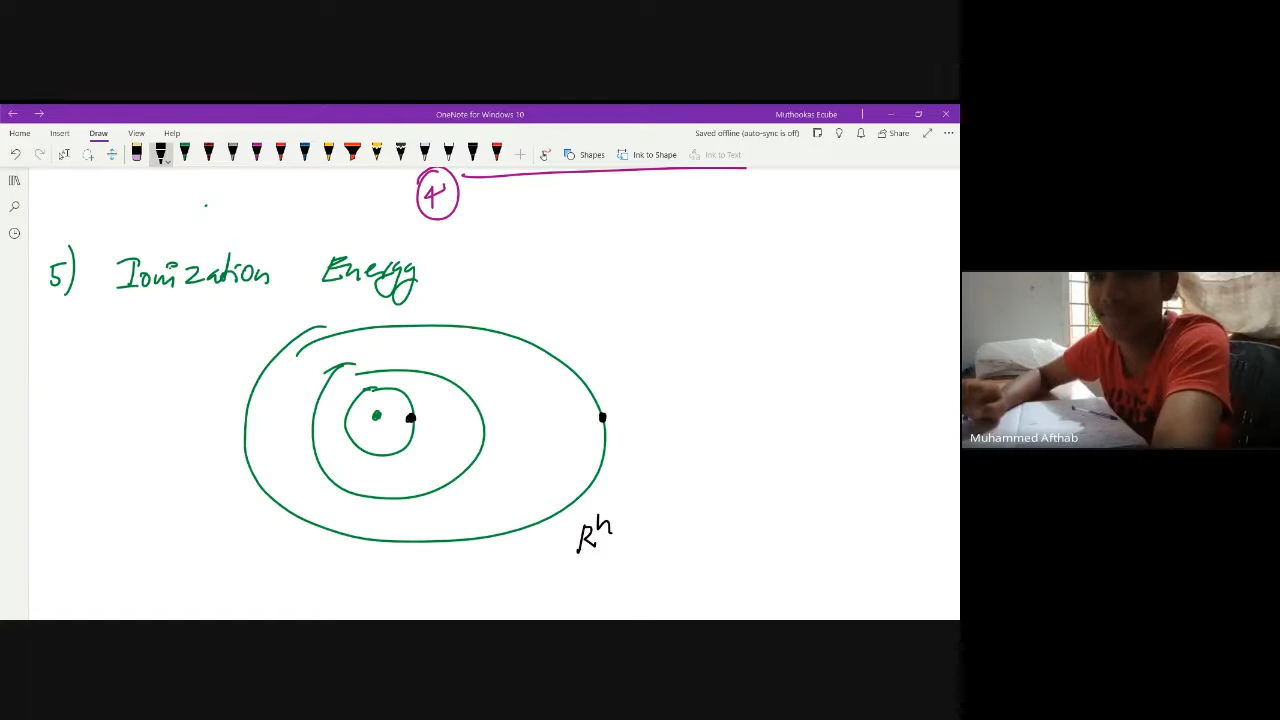 OneNote for Windows 10
Muthookas Ecube
Home Insert Draw View Help
Saved offline (auto-sync is off)
Share
Shapes
Ink to Shape
Ink to Text
4
5) Ionization Energy
Muhammed Afthab